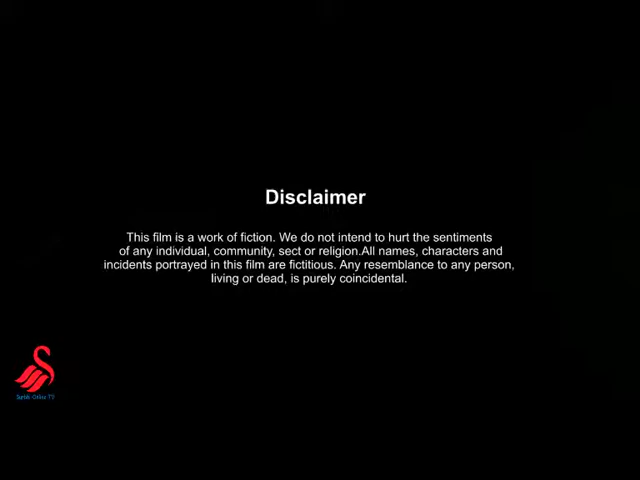 Disclaimer
This film is a work of fiction. We do not intend to hurt the sentiments
of any individual, community, sect or religion.All names, characters and
incidents portrayed in this film are fictitious. Any resemblance to any person,
living or dead, is purely coincidental.
Online TV